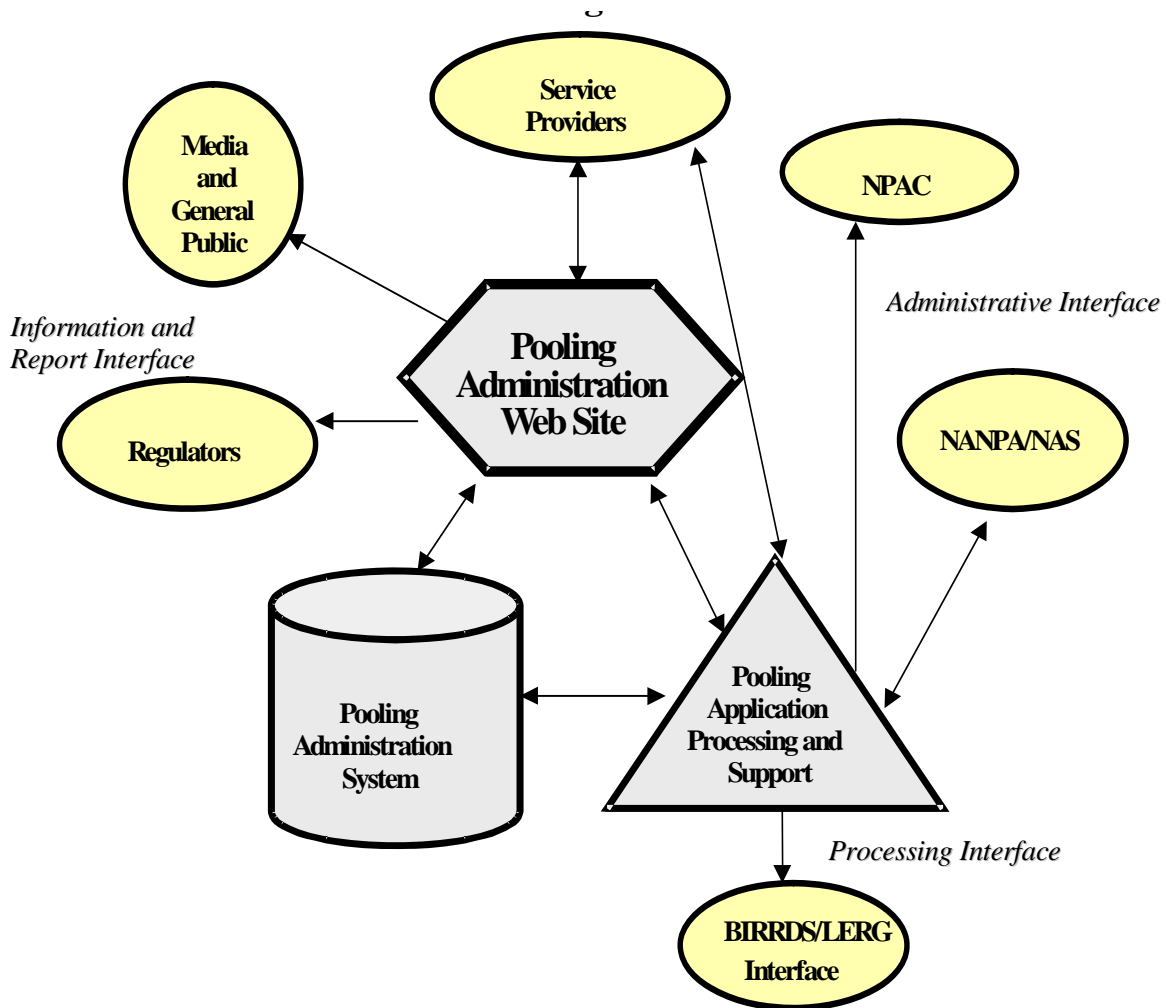 Service
Providers
Media
and
General
Public
NPAC
Administrative Interface
Information and
Report Interface
Pooling
Administration
Web Site
Regulators
NANPA/NAS
Pooling
Administration
System
Pooling
Application
Processing and
Support
Processing Interface
BIRRDS/LERG
Interface